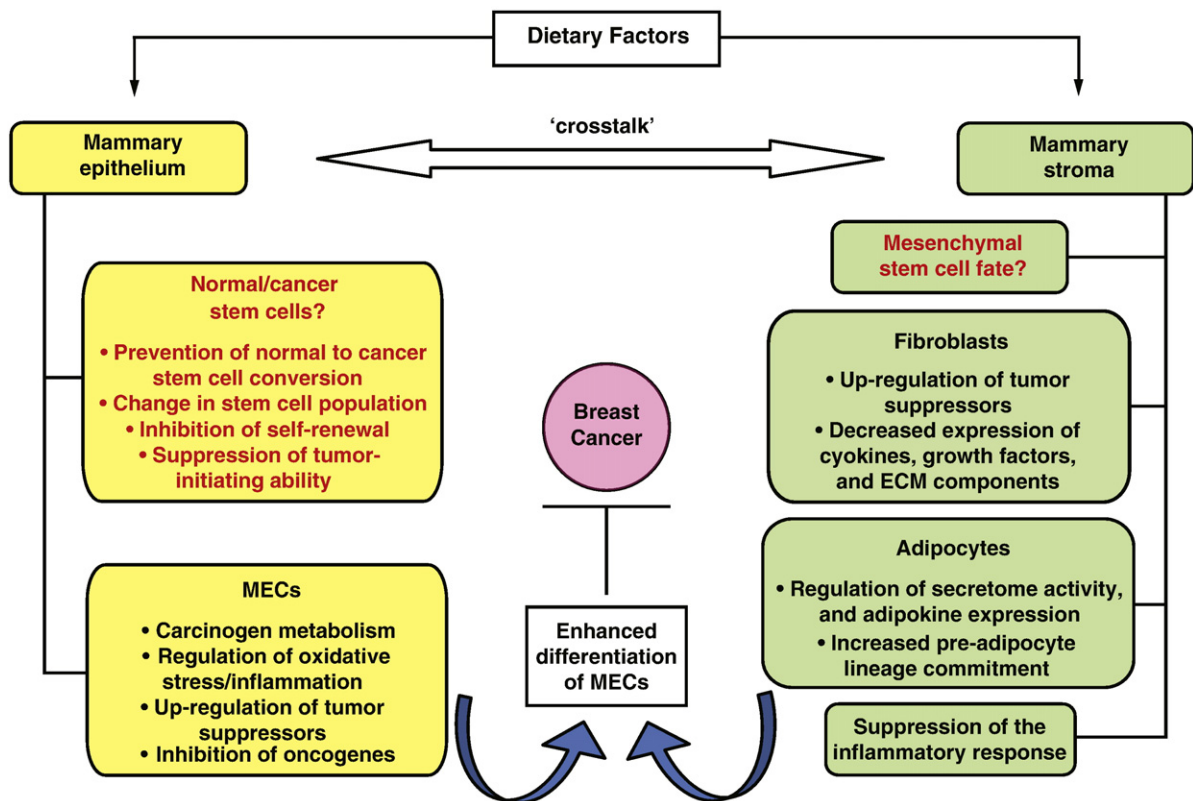 Dietary Factors
'crosstalk'
Mammary
epithelium
Normal/cancer
stem cells?
• Prevention of normal to cancer
stem cell conversion
• Change in stem cell population
• Inhibition of self-renewal
• Suppression of tumor-
initiating ability
MECs
• Carcinogen metabolism
• Regulation of oxidative
stress/inflammation
• Up-regulation of tumor
suppressors
• Inhibition of oncogenes
Breast
Cancer
Enhanced
differentiation
of MECs
Mammary
stroma
Mesenchymal
stem cell fate?
Fibroblasts
• Up-regulation of tumor
suppressors
• Decreased expression of
cyokines, growth factors,
and ECM components
Adipocytes
• Regulation of secretome activity,
and adipokine expression
• Increased pre-adipocyte
lineage commitment
Suppression of the
inflammatory response